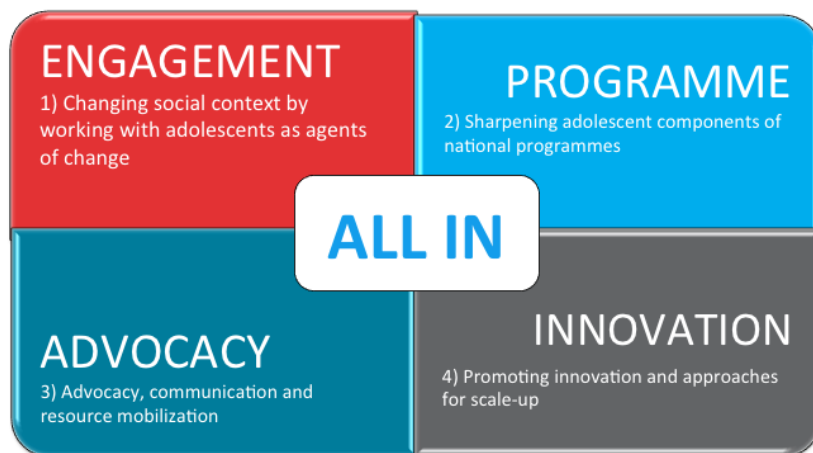 ENGAGEMENT
1) Changing social context by
working with adolescents as agents
of change
PROGRAMME
2) Sharpening adolescent components of
national programmes
ALL IN
ADVOCACY
3) Advocacy, communication and
resource mobilization
INNOVATION
4) Promoting innovation and approaches
for scale-up